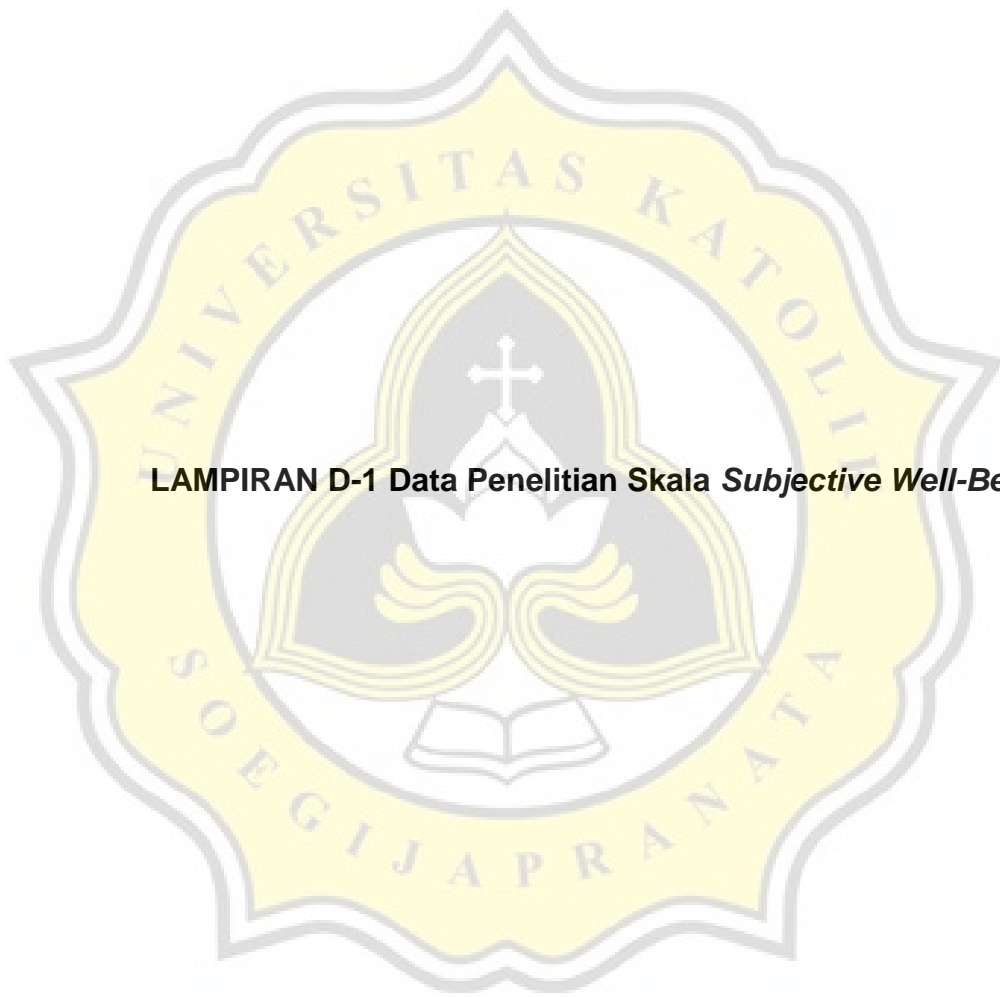 UNIVERSITAS KATOLIK
LAMPIRAN D-1 Data Penelitian Skala Subjective Well-Be
SOEGIJAPRANATA